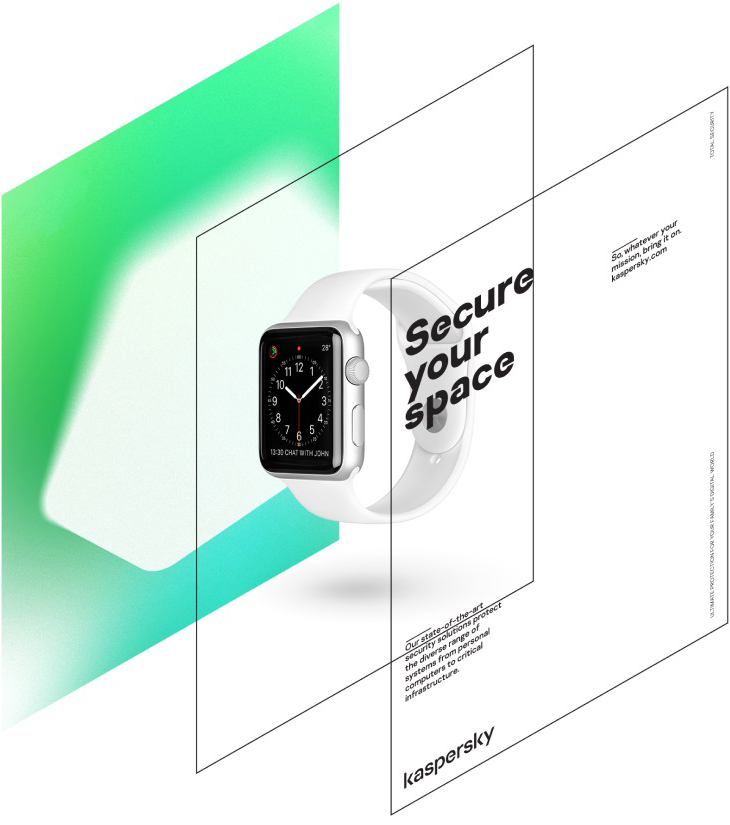 TOTAL SECURITY
So, whatever your
mission, bring it on.
kaspersky.com
Secure
your
space
28°
12
11
1
10
2
9
3
8
4
7
5
6
13:30 CHAT WITH JOHN
ULTIMATE PROTECTION FOR YOUR FAMILY'S DIGITAL WORLD
Our state-of-the-art
security solutions protect
the diverse range of
systems from personal
computers to critical
infrastructure.
kaspersky